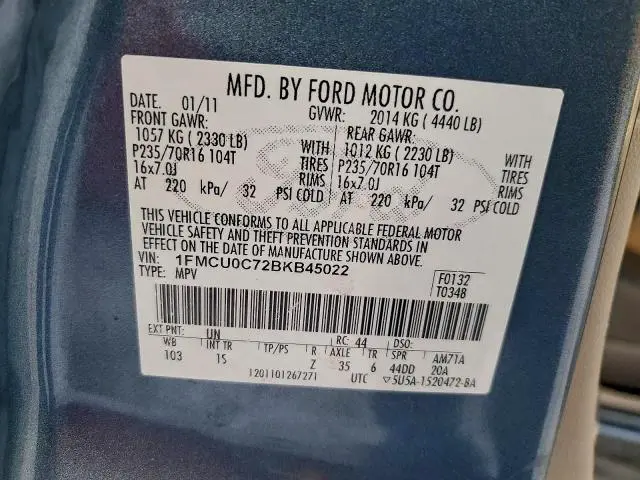 MFD. BY FORD MOTOR CO.
DATE: 01/11 GVWR: 2014 KG ( 4440 LB)
FRONT GAWR: REAR GAWR:
1057 KG ( 2330 LB) WITH 1012 KG ( 2230 LB) WITH
P235/70R16 104T TIRES P235/70R16 104T TIRES
16x7.0J RIMS 16x7.0J RIMS
AT 220 kPa/ 32 PSI COLD AT 220 kPa/ 32 PSI COLD
THIS VEHICLE CONFORMS TO ALL APPLICABLE FEDERAL MOTOR
VEHICLE SAFETY AND THEFT PREVENTION STANDARDS IN
EFFECT ON THE DATE OF MANUFACTURE SHOWN ABOVE.
VIN: 1FMCU0C72BKB45022
TYPE: MPV
F0132
T0348
EXT PNT: UN RC: 44 DSO:
WB INT TR TP/PS R AXLE TR SPR AM71A
103 1S Z 35 6 44DD 20A
1201101267271 UTC ▽5U5A-1520472-BA